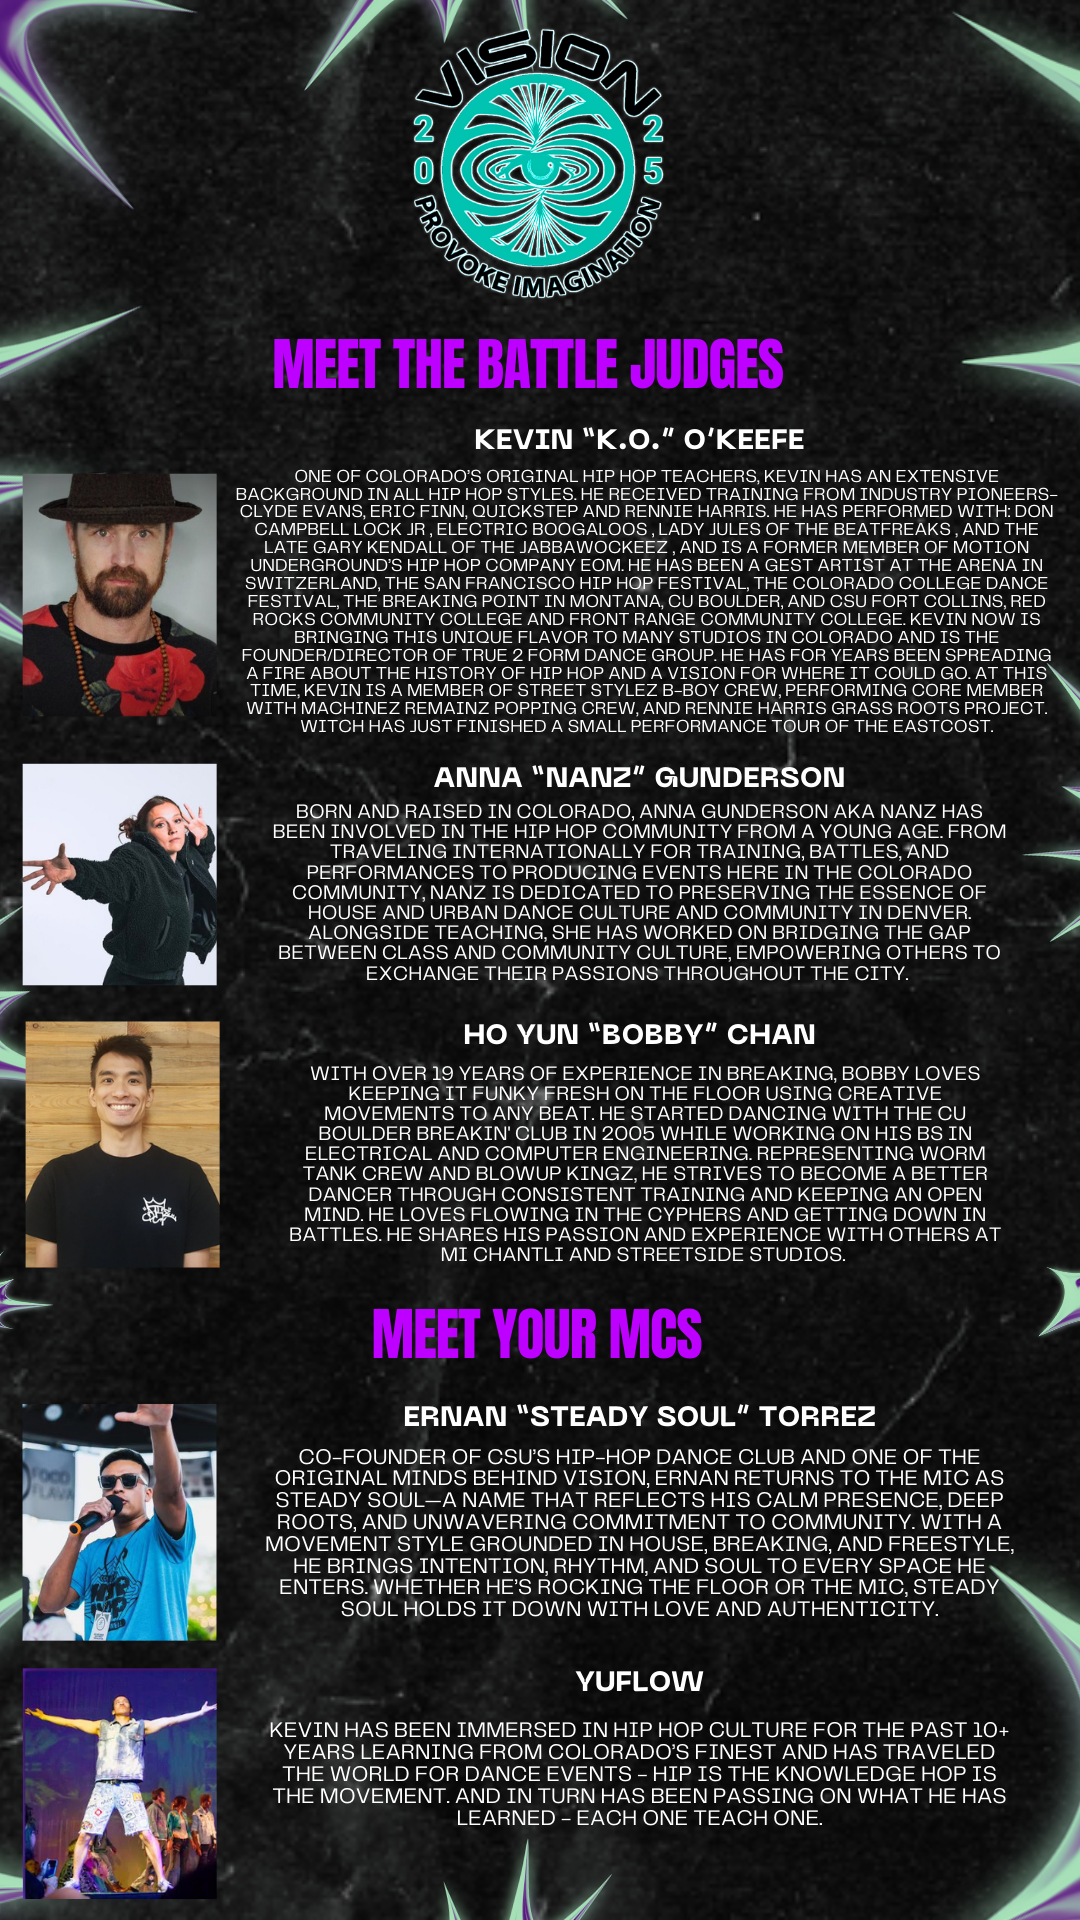 VISION
20 25
PROVOKE IMAGINATION
MEET THE BATTLE JUDGES
KEVIN “K.O.” O’KEEFE
ONE OF COLORADO’S ORIGINAL HIP HOP TEACHERS, KEVIN HAS AN EXTENSIVE
BACKGROUND IN ALL HIP HOP STYLES. HE RECEIVED TRAINING FROM INDUSTRY PIONEERS–
CLYDE EVANS, ERIC FINN, QUICKSTEP AND RENNIE HARRIS. HE HAS PERFORMED WITH: DON
CAMPBELL LOCK JR , ELECTRIC BOOGALOOS , LADY JULES OF THE BEATFREAKS , AND THE
LATE GARY KENDALL OF THE JABBAWOCKEEZ , AND IS A FORMER MEMBER OF MOTION
UNDERGROUND’S HIP HOP COMPANY EOM. HE HAS BEEN A GEST ARTIST AT THE ARENA IN
SWITZERLAND, THE SAN FRANCISCO HIP HOP FESTIVAL, THE COLORADO COLLEGE DANCE
FESTIVAL, THE BREAKING POINT IN MONTANA, CU BOULDER, AND CSU FORT COLLINS, RED
ROCKS COMMUNITY COLLEGE AND FRONT RANGE COMMUNITY COLLEGE. KEVIN NOW IS
BRINGING THIS UNIQUE FLAVOR TO MANY STUDIOS IN COLORADO AND IS THE
FOUNDER/DIRECTOR OF TRUE 2 FORM DANCE GROUP. HE HAS FOR YEARS BEEN SPREADING
A FIRE ABOUT THE HISTORY OF HIP HOP AND A VISION FOR WHERE IT COULD GO. AT THIS
TIME, KEVIN IS A MEMBER OF STREET STYLEZ B–BOY CREW, PERFORMING CORE MEMBER
WITH MACHINEZ REMAINZ POPPING CREW, AND RENNIE HARRIS GRASS ROOTS PROJECT.
WITCH HAS JUST FINISHED A SMALL PERFORMANCE TOUR OF THE EASTCOST.
ANNA “NANZ” GUNDERSON
BORN AND RAISED IN COLORADO, ANNA GUNDERSON AKA NANZ HAS
BEEN INVOLVED IN THE HIP HOP COMMUNITY FROM A YOUNG AGE. FROM
TRAVELING INTERNATIONALLY FOR TRAINING, BATTLES, AND
PERFORMANCES TO PRODUCING EVENTS HERE IN THE COLORADO
COMMUNITY, NANZ IS DEDICATED TO PRESERVING THE ESSENCE OF
HOUSE AND URBAN DANCE CULTURE AND COMMUNITY IN DENVER.
ALONGSIDE TEACHING, SHE HAS WORKED ON BRIDGING THE GAP
BETWEEN CLASS AND COMMUNITY CULTURE, EMPOWERING OTHERS TO
EXCHANGE THEIR PASSIONS THROUGHOUT THE CITY.
HO YUN “BOBBY” CHAN
WITH OVER 19 YEARS OF EXPERIENCE IN BREAKING, BOBBY LOVES
KEEPING IT FUNKY FRESH ON THE FLOOR USING CREATIVE
MOVEMENTS TO ANY BEAT. HE STARTED DANCING WITH THE CU
BOULDER BREAKIN' CLUB IN 2005 WHILE WORKING ON HIS BS IN
ELECTRICAL AND COMPUTER ENGINEERING. REPRESENTING WORM
TANK CREW AND BLOWUP KINGZ, HE STRIVES TO BECOME A BETTER
DANCER THROUGH CONSISTENT TRAINING AND KEEPING AN OPEN
MIND. HE LOVES FLOWING IN THE CYPHERS AND GETTING DOWN IN
BATTLES. HE SHARES HIS PASSION AND EXPERIENCE WITH OTHERS AT
MI CHANTLI AND STREETSIDE STUDIOS.
MEET YOUR MCS
ERNAN “STEADY SOUL” TORREZ
CO–FOUNDER OF CSU’S HIP–HOP DANCE CLUB AND ONE OF THE
ORIGINAL MINDS BEHIND VISION, ERNAN RETURNS TO THE MIC AS
STEADY SOUL—A NAME THAT REFLECTS HIS CALM PRESENCE, DEEP
ROOTS, AND UNWAVERING COMMITMENT TO COMMUNITY. WITH A
MOVEMENT STYLE GROUNDED IN HOUSE, BREAKING, AND FREESTYLE,
HE BRINGS INTENTION, RHYTHM, AND SOUL TO EVERY SPACE HE
ENTERS. WHETHER HE’S ROCKING THE FLOOR OR THE MIC, STEADY
SOUL HOLDS IT DOWN WITH LOVE AND AUTHENTICITY.
FOCO
FLAVA
YUFLOW
KEVIN HAS BEEN IMMERSED IN HIP HOP CULTURE FOR THE PAST 10+
YEARS LEARNING FROM COLORADO’S FINEST AND HAS TRAVELED
THE WORLD FOR DANCE EVENTS – HIP IS THE KNOWLEDGE HOP IS
THE MOVEMENT. AND IN TURN HAS BEEN PASSING ON WHAT HE HAS
LEARNED – EACH ONE TEACH ONE.